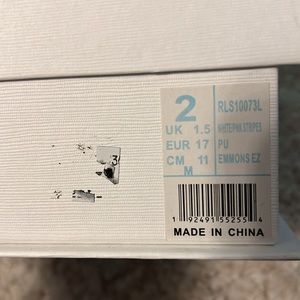 2
UK 1.5
EUR 17
CM 11
M
RLS10073L
WHITE/PINK STRIPES
PU
EMMONS EZ
1 92491 55255 4
MADE IN CHINA